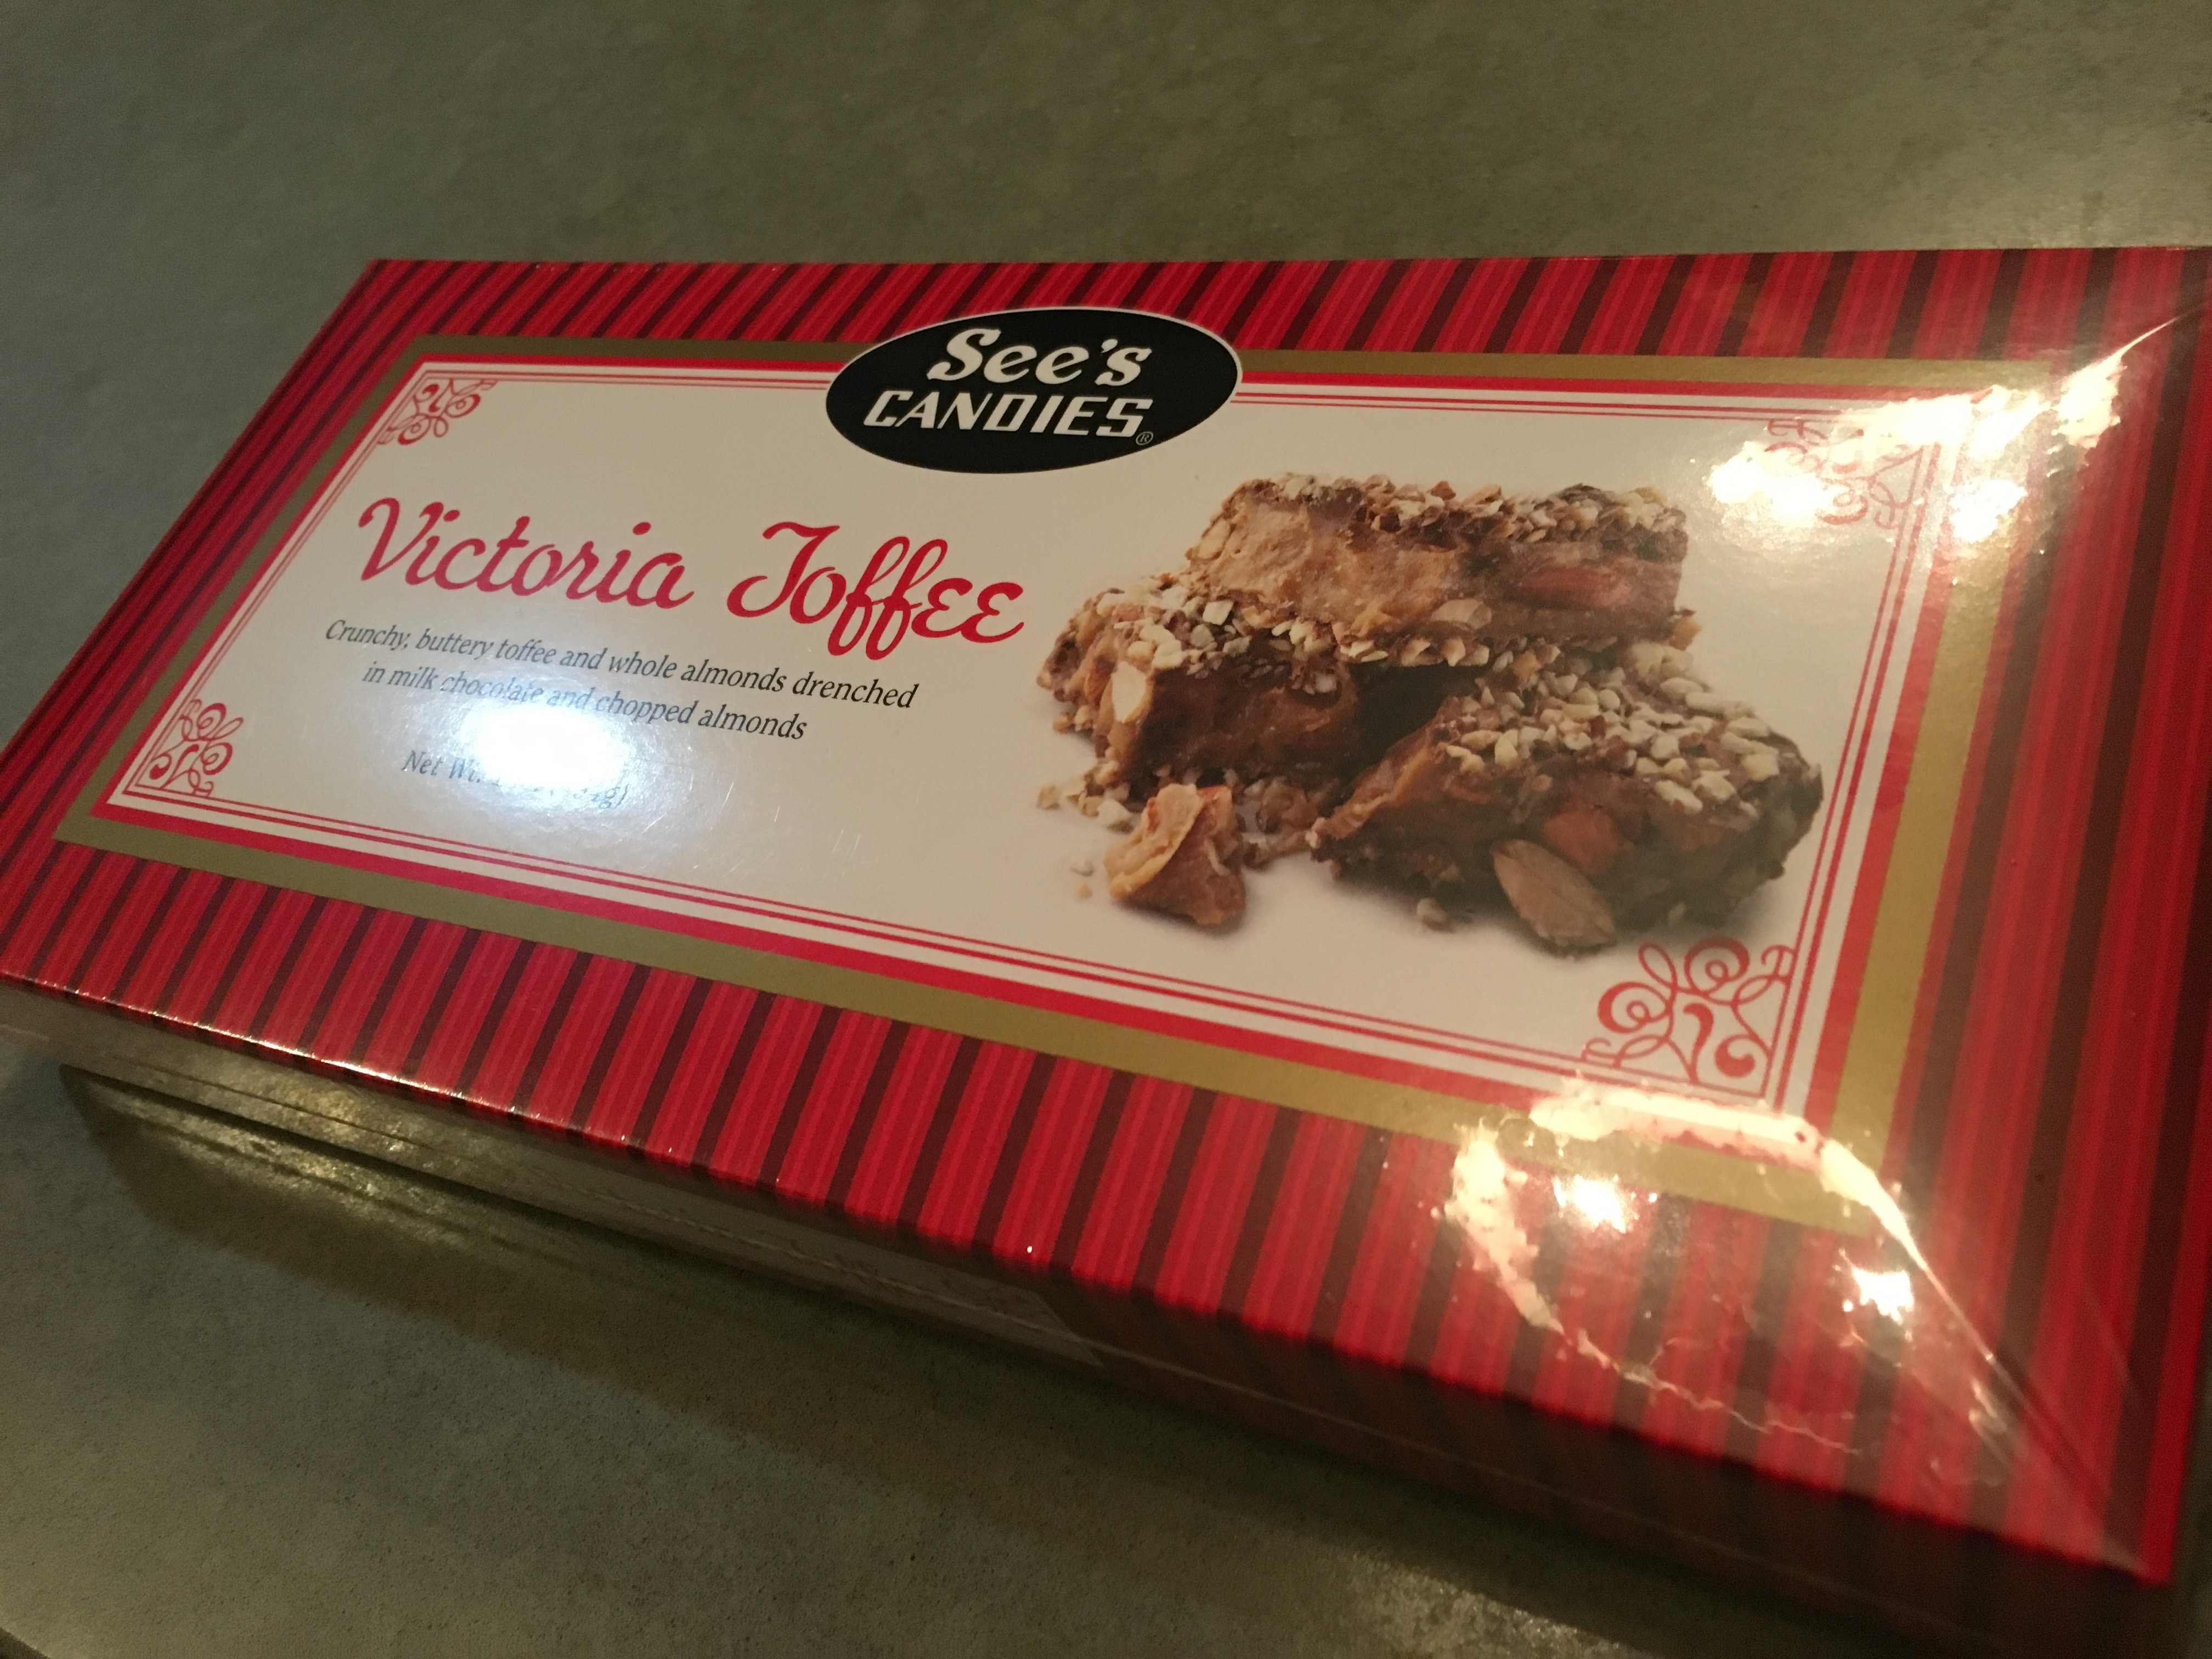 See's
CANDIES®
Victoria Toffee
Crunchy, buttery toffee and whole almonds drenched
in milk chocolate and chopped almonds
Net Wt.